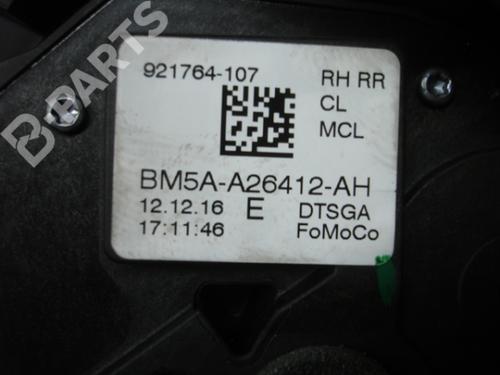 B-PARTS
921764-107 RH RR
CL
MCL
BM5A-A26412-AH
12.12.16 E DTSGA
17:11:46 FoMoCo